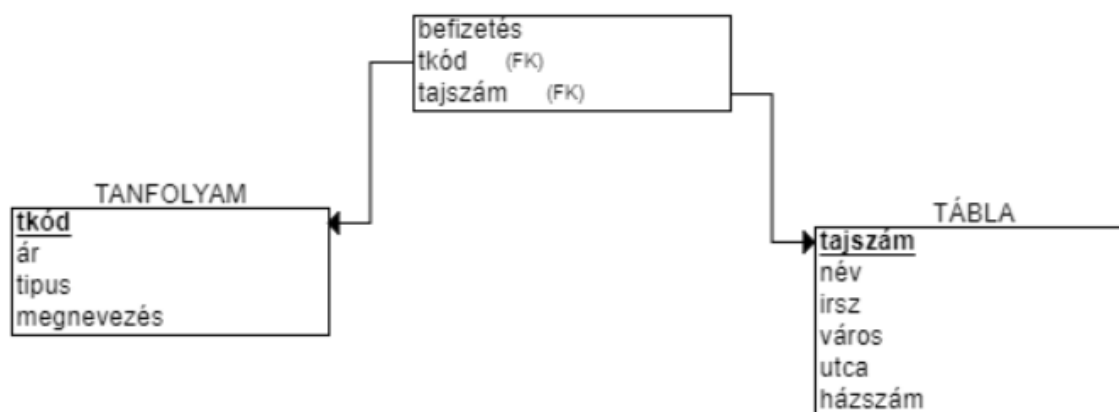 befizetés
tkód (FK)
tajszám (FK)
TANFOLYAM
tkód
ár
tipus
megnevezés
TÁBLA
tajszám
név
irsz
város
utca
házszám